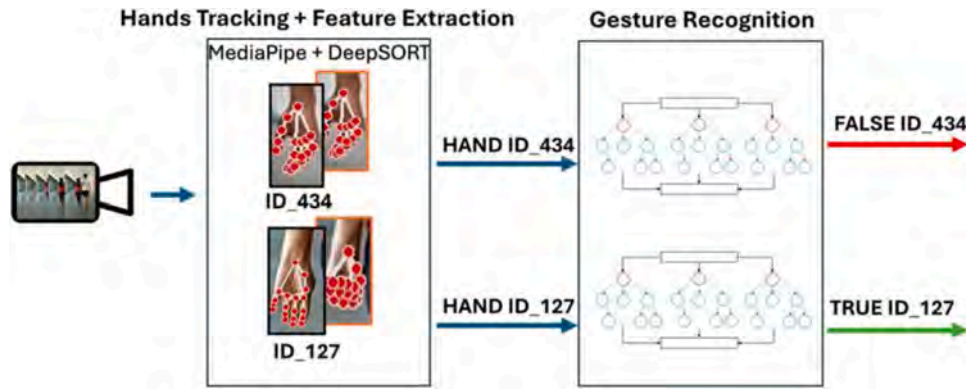 Hands Tracking + Feature Extraction
Gesture Recognition
MediaPipe + DeepSORT
ID_434
HAND ID_434
FALSE ID_434
ID_127
HAND ID_127
TRUE ID_127